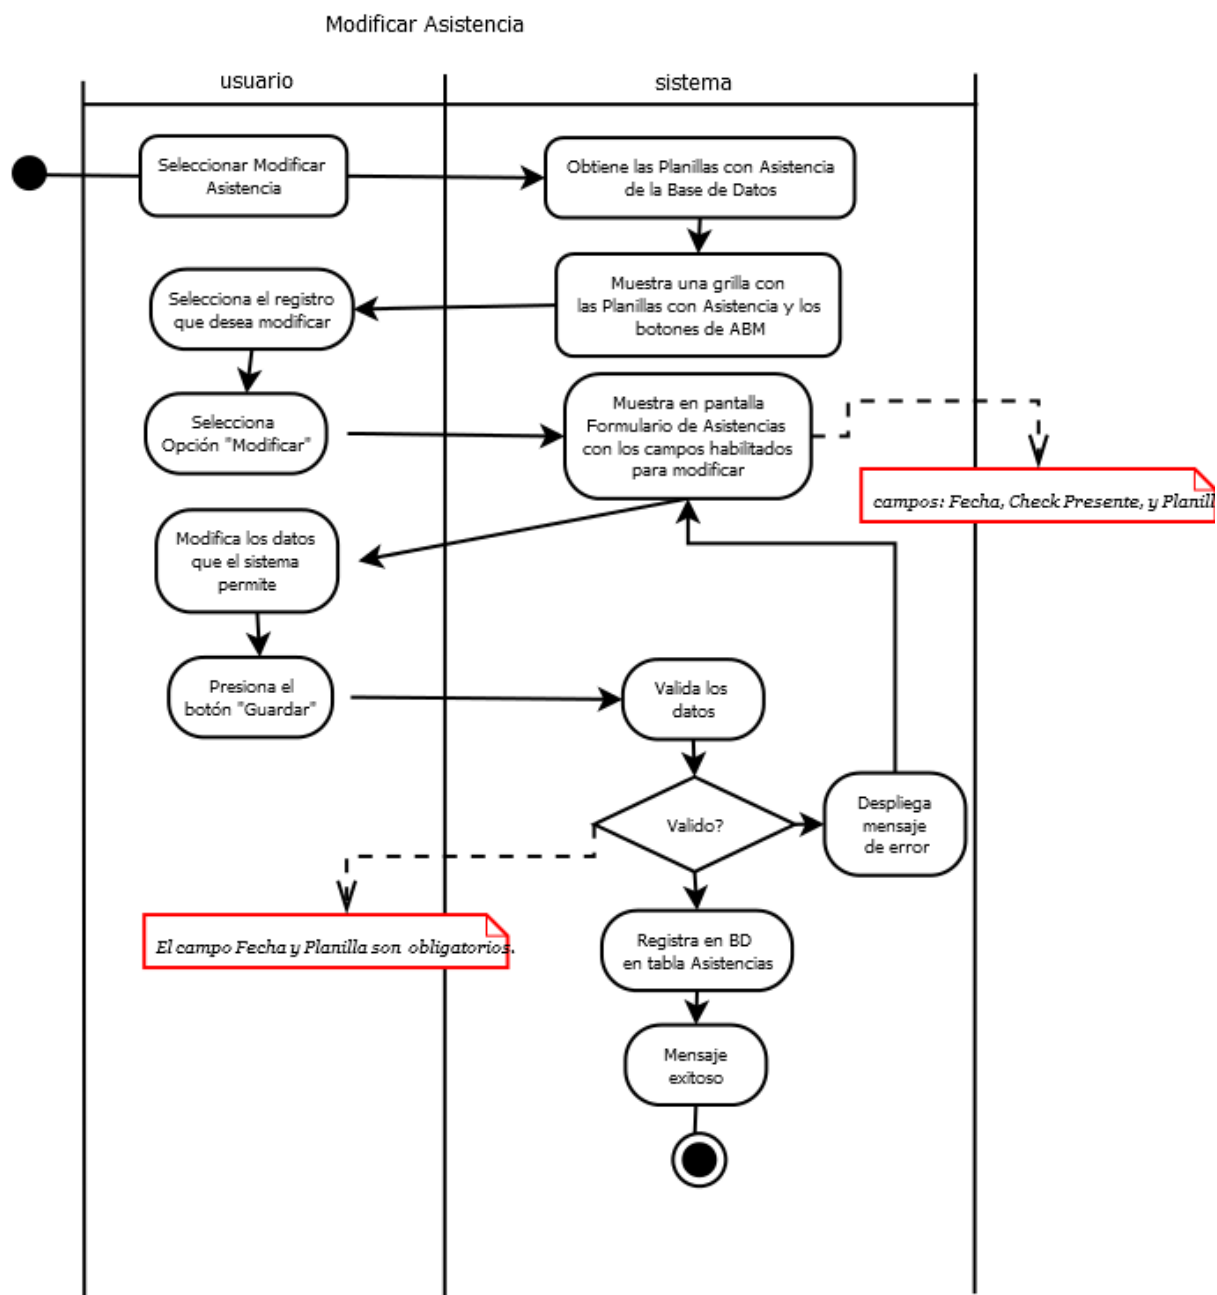 Modificar Asistencia
usuario
sistema
Seleccionar Modificar
Asistencia
Obtiene las Planillas con Asistencia
de la Base de Datos
Muestra una grilla con
las Planillas con Asistencia y los
botones de ABM
Selecciona el registro
que desea modificar
Selecciona
Opción "Modificar"
Muestra en pantalla
Formulario de Asistencias
con los campos habilitados
para modificar
campos: Fecha, Check Presente, y Planill
Modifica los datos
que el sistema
permite
Presiona el
botón "Guardar"
Valida los
datos
Valido?
Despliega
mensaje
de error
El campo Fecha y Planilla son obligatorios.
Registra en BD
en tabla Asistencias
Mensaje
exitoso